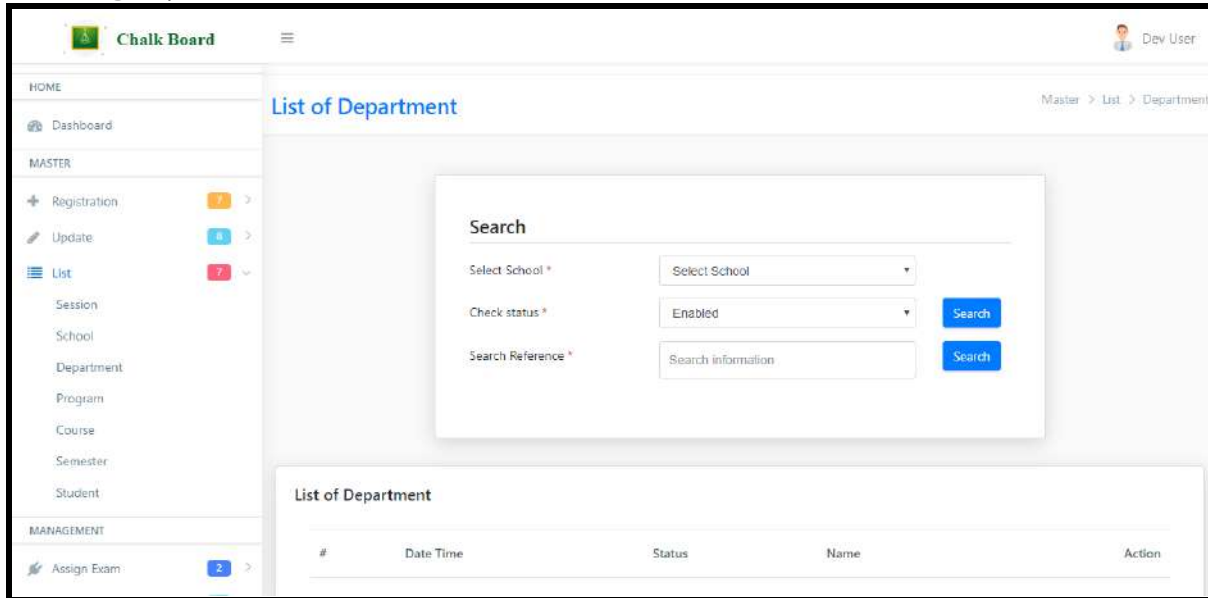 Chalk Board
Dev User
HOME
Dashboard
MASTER
Registration 7
Update 8
List 7
Session
School
Department
Program
Course
Semester
Student
MANAGEMENT
Assign Exam 2
List of Department
Master > List > Department
Search
Select School * Select School
Check status * Enabled Search
Search Reference * Search information Search
List of Department
# Date Time Status Name Action